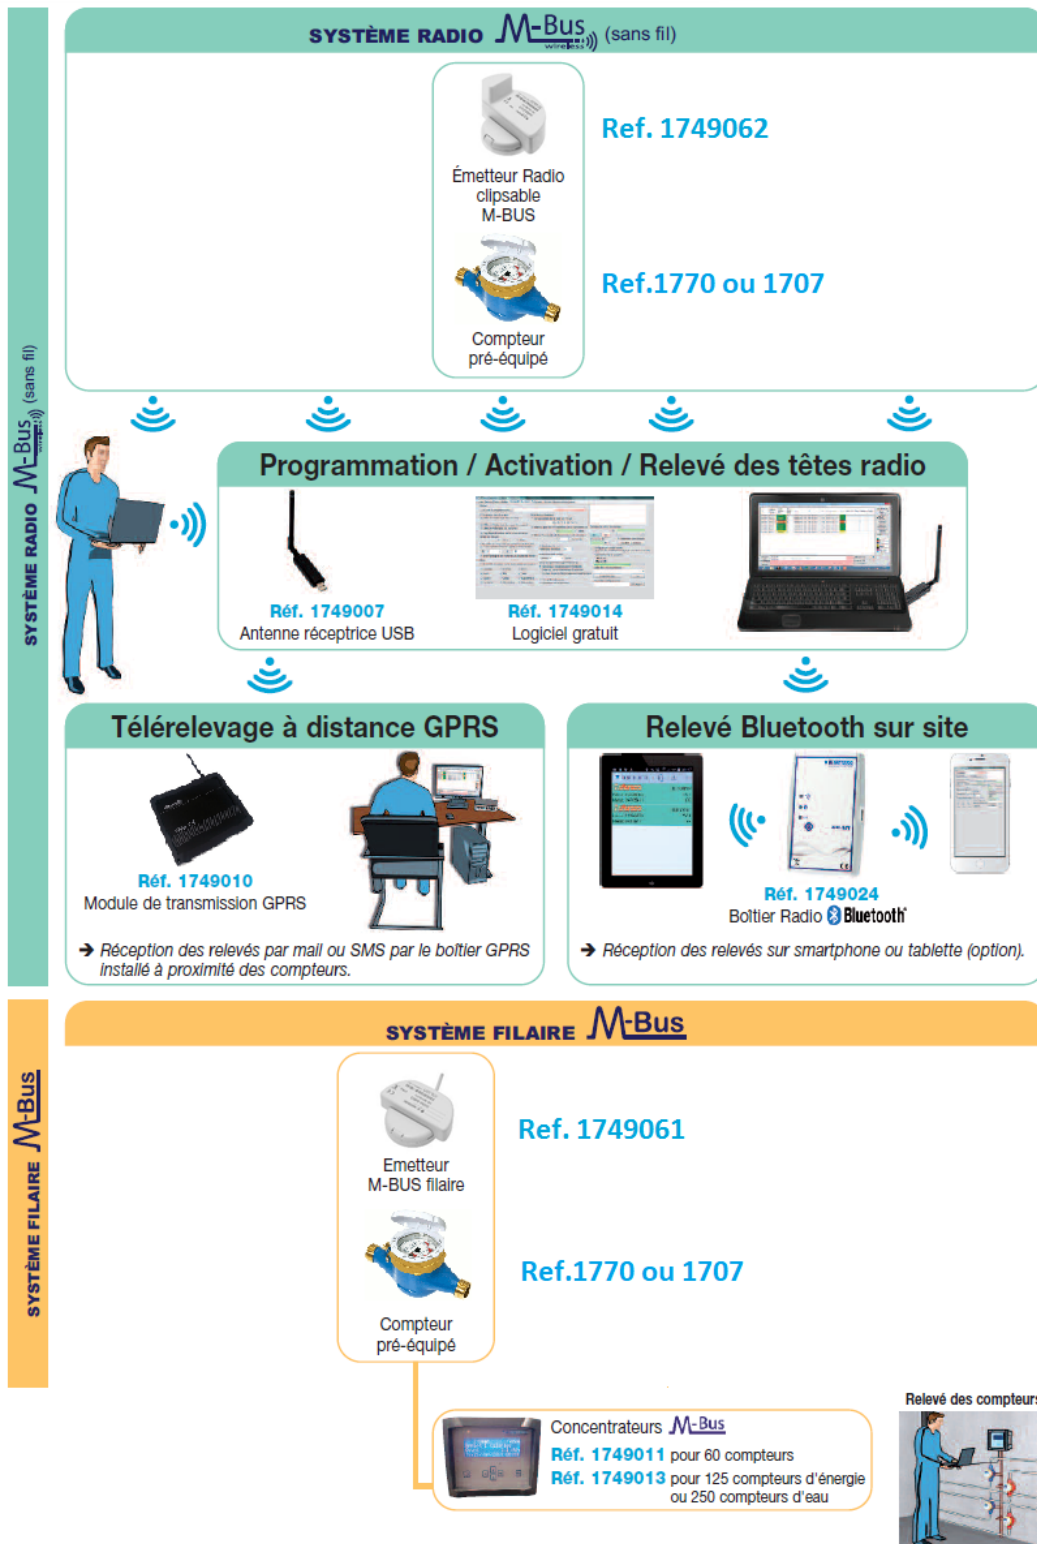 SYSTÈME RADIO M-Bus wireless (sans fil)
Ref. 1749062
Émetteur Radio
clipsable
M-BUS
Ref.1770 ou 1707
Compteur
pré-équipé
SYSTÈME RADIO M-Bus wireless (sans fil)
Programmation / Activation / Relevé des têtes radio
Réf. 1749007
Antenne réceptrice USB
Réf. 1749014
Logiciel gratuit
Télérelevage à distance GPRS
Réf. 1749010
Module de transmission GPRS
➔ Réception des relevés par mail ou SMS par le boîtier GPRS
installé à proximité des compteurs.
Relevé Bluetooth sur site
Réf. 1749024
Boîtier Radio Bluetooth
➔ Réception des relevés sur smartphone ou tablette (option).
SYSTÈME FILAIRE M-Bus
SYSTÈME FILAIRE M-Bus
Ref. 1749061
Emetteur
M-BUS filaire
Ref.1770 ou 1707
Compteur
pré-équipé
Concentrateurs M-Bus
Réf. 1749011 pour 60 compteurs
Réf. 1749013 pour 125 compteurs d'énergie
ou 250 compteurs d'eau
Relevé des compteurs